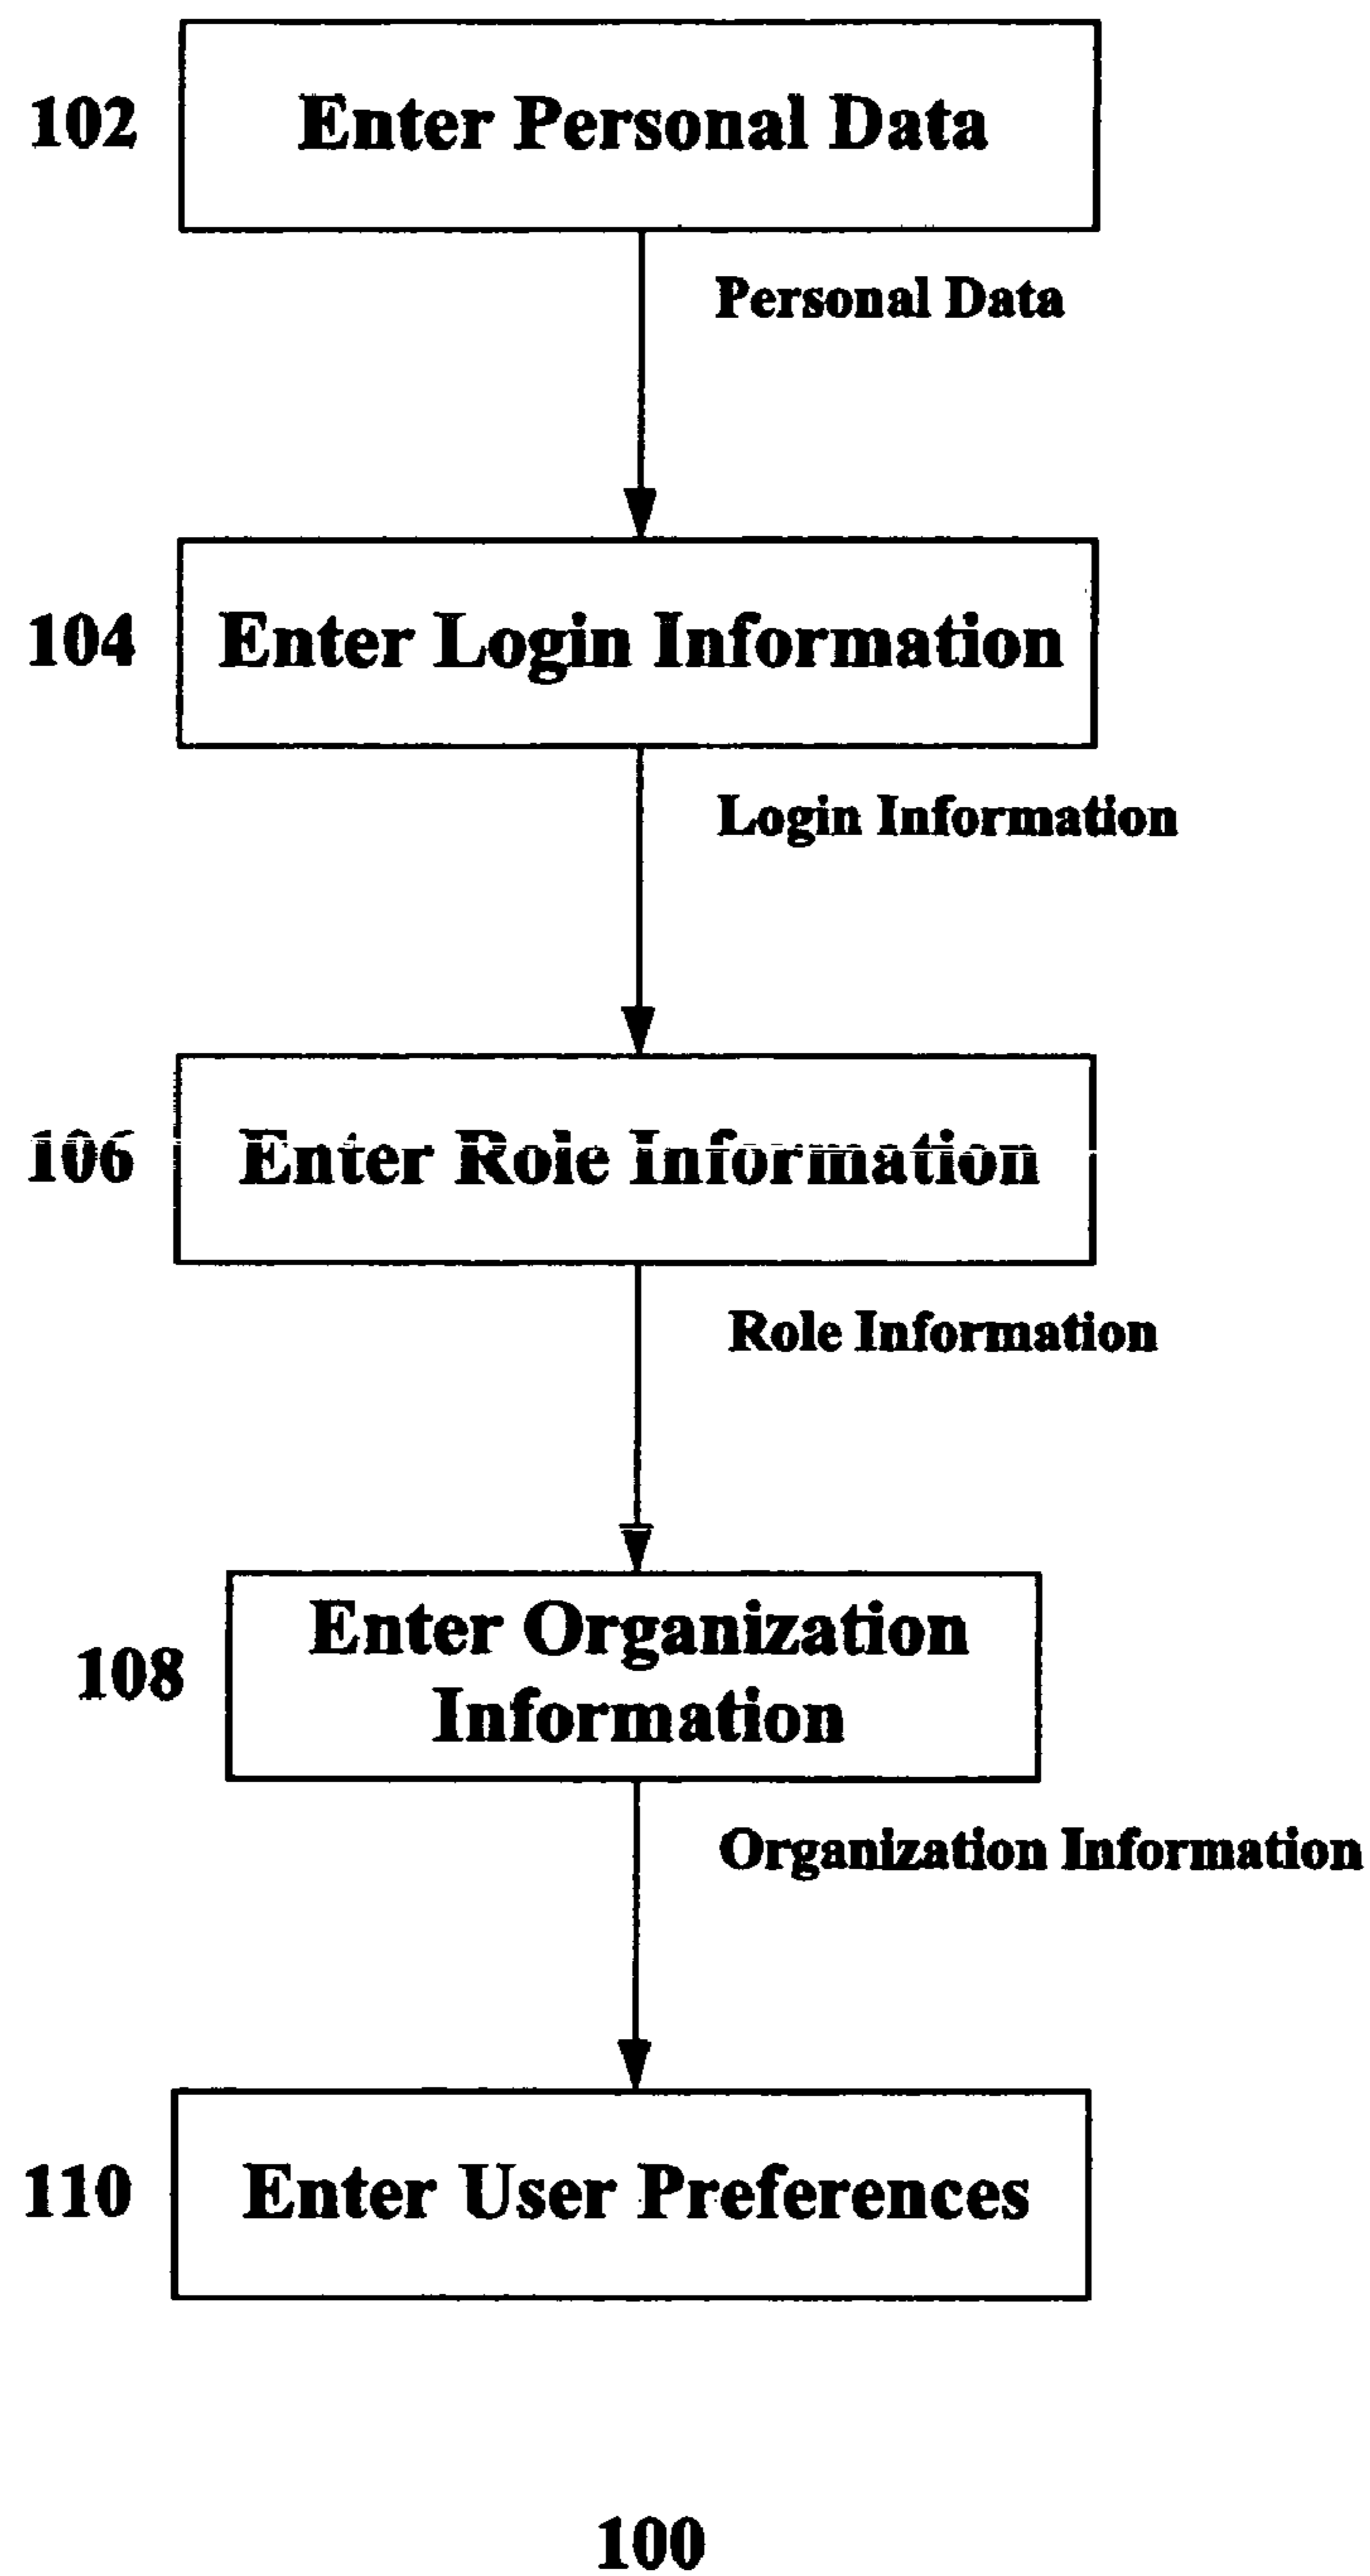 102
Enter Personal Data
Personal Data
104
Enter Login Information
Login Information
106
Enter Role Information
Role Information
108
Enter Organization
Information
Organization Information
110
Enter User Preferences
100